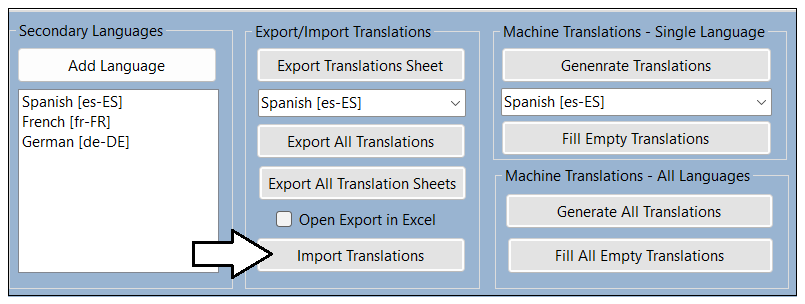 Secondary Languages
Add Language
Spanish [es-ES]
French [fr-FR]
German [de-DE]
Export/Import Translations
Export Translations Sheet
Spanish [es-ES]
Export All Translations
Export All Translation Sheets
Open Export in Excel
Import Translations
Machine Translations - Single Language
Genenrate Translations
Spanish [es-ES]
Fill Empty Translations
Machine Translations - All Languages
Generate All Translations
Fill All Empty Translations